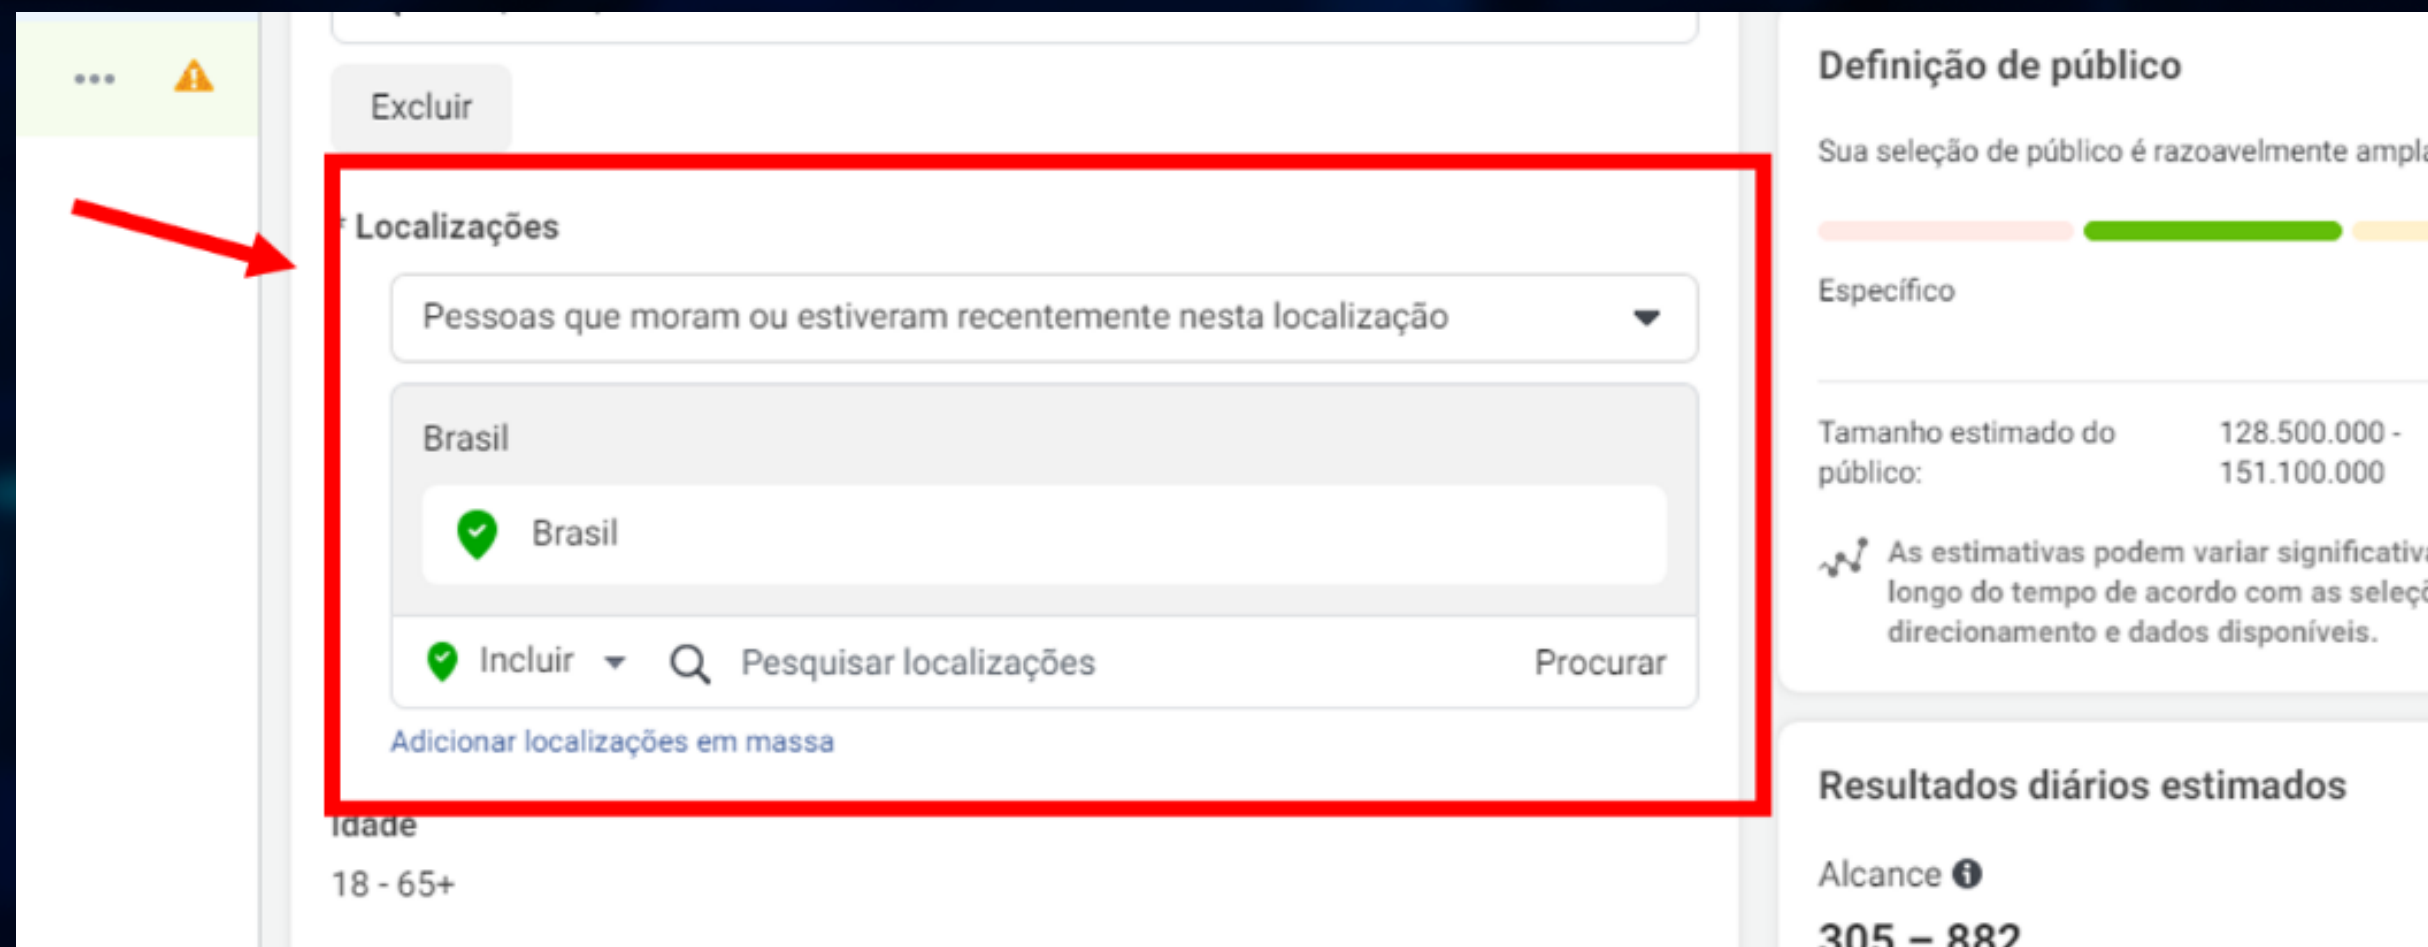 Excluir
* Localizações
Pessoas que moram ou estiveram recentemente nesta localização
Brasil
Brasil
Incluir
Pesquisar localizações
Procurar
Adicionar localizações em massa
Idade
18 - 65+
Definição de público
Sua seleção de público é razoavelmente ampla
Específico
Tamanho estimado do
público:
128.500.000 -
151.100.000
As estimativas podem variar significativa
longo do tempo de acordo com as seleçõ
direcionamento e dados disponíveis.
Resultados diários estimados
Alcance
305 – 882